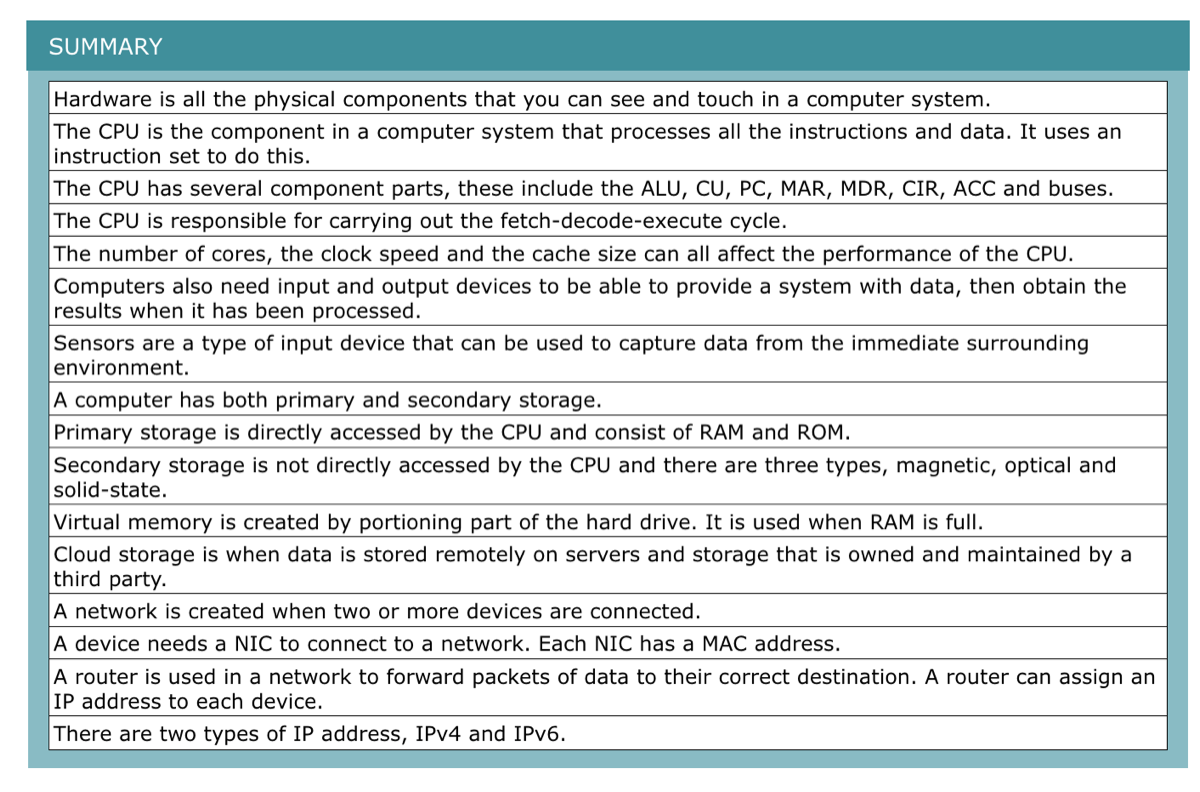 SUMMARY
Hardware is all the physical components that you can see and touch in a computer system.
The CPU is the component in a computer system that processes all the instructions and data. It uses an
instruction set to do this.
The CPU has several component parts, these include the ALU, CU, PC, MAR, MDR, CIR, ACC and buses.
The CPU is responsible for carrying out the fetch-decode-execute cycle.
The number of cores, the clock speed and the cache size can all affect the performance of the CPU.
Computers also need input and output devices to be able to provide a system with data, then obtain the
results when it has been processed.
Sensors are a type of input device that can be used to capture data from the immediate surrounding
environment.
A computer has both primary and secondary storage.
Primary storage is directly accessed by the CPU and consist of RAM and ROM.
Secondary storage is not directly accessed by the CPU and there are three types, magnetic, optical and
solid-state.
Virtual memory is created by portioning part of the hard drive. It is used when RAM is full.
Cloud storage is when data is stored remotely on servers and storage that is owned and maintained by a
third party.
A network is created when two or more devices are connected.
A device needs a NIC to connect to a network. Each NIC has a MAC address.
A router is used in a network to forward packets of data to their correct destination. A router can assign an
IP address to each device.
There are two types of IP address, IPv4 and IPv6.